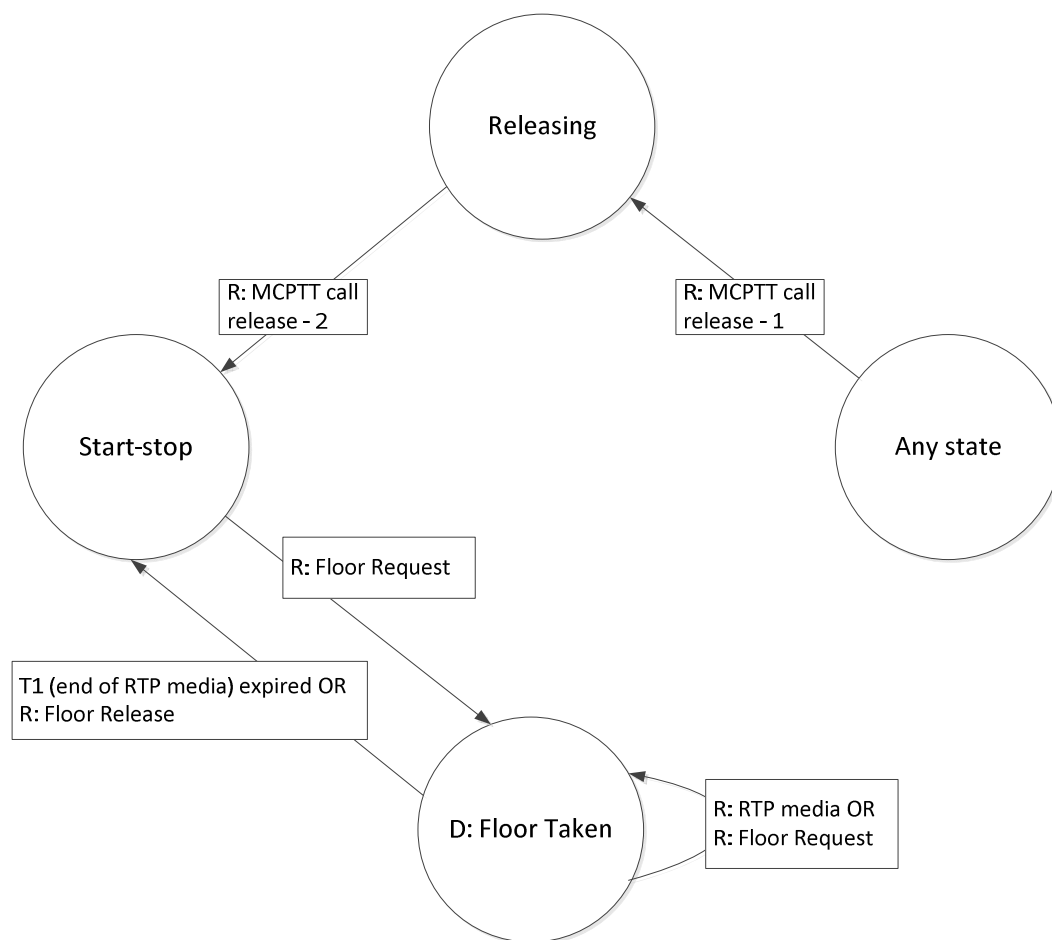 Releasing
R: MCPTT call
release - 2
R: MCPTT call
release - 1
Start-stop
Any state
R: Floor Request
T1 (end of RTP media) expired OR
R: Floor Release
D: Floor Taken
R: RTP media OR
R: Floor Request